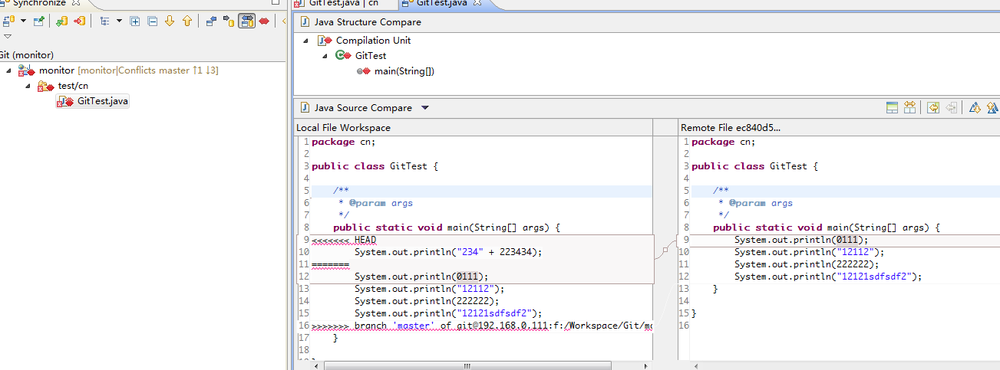 Synchronize
GitTest.java | cn
GitTest.java
Java Structure Compare
Compilation Unit
GitTest
main(String[])
Git (monitor)
monitor [monitor|Conflicts master ↑1 ↓3]
test/cn
GitTest.java
Java Source Compare
Local File Workspace
1 package cn;
2
3 public class GitTest {
4
5 /**
6 * @param args
7 */
8 public static void main(String[] args) {
9 <<<<<<< HEAD
10 System.out.println("234" + 223434);
11 =======
12 System.out.println(0111);
13 System.out.println("12112");
14 System.out.println(222222);
15 System.out.println("12121sdfsdf2");
16 >>>>>>> branch 'master' of git@192.168.0.111:f:/Workspace/Git/mo
17 }
18
Remote File ec840d5...
1 package cn;
2
3 public class GitTest {
4
5 /**
6 * @param args
7 */
8 public static void main(String[] args) {
9 System.out.println(0111);
10 System.out.println("12112");
11 System.out.println(222222);
12 System.out.println("12121sdfsdf2");
13 }
14
15 }
16